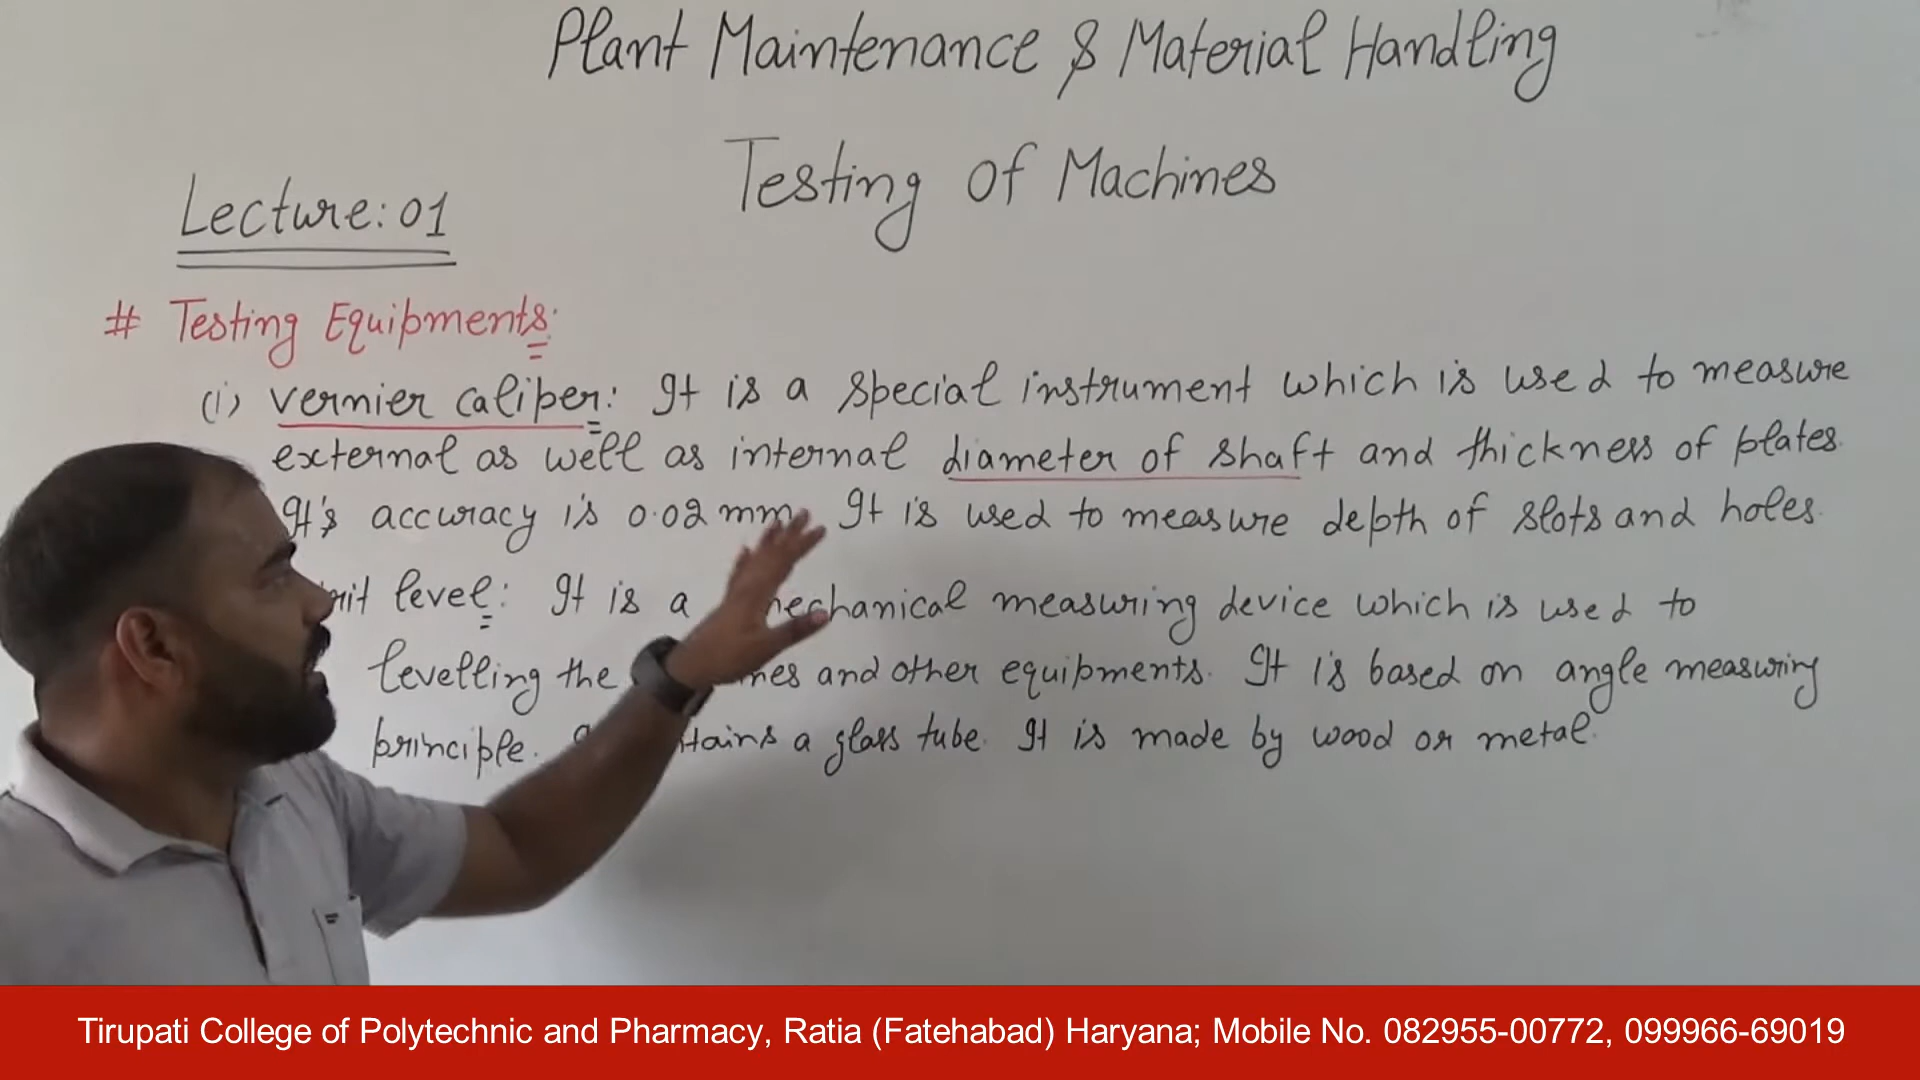 Plant Maintenance & Material Handling
Testing Of Machines
Lecture: 01
# Testing Equipments:
(i) vernier caliper: It is a special instrument which is used to measure
external as well as internal diameter of shaft and thickness of plates.
It's accuracy is 0.02 mm. It is used to measure depth of slots and holes.
level: It is a mechanical measuring device which is used to
levelling the and other equipments. It is based on angle measuring
principle. a glass tube. It is made by wood or metal.
Tirupati College of Polytechnic and Pharmacy, Ratia (Fatehabad) Haryana; Mobile No. 082955-00772, 099966-69019